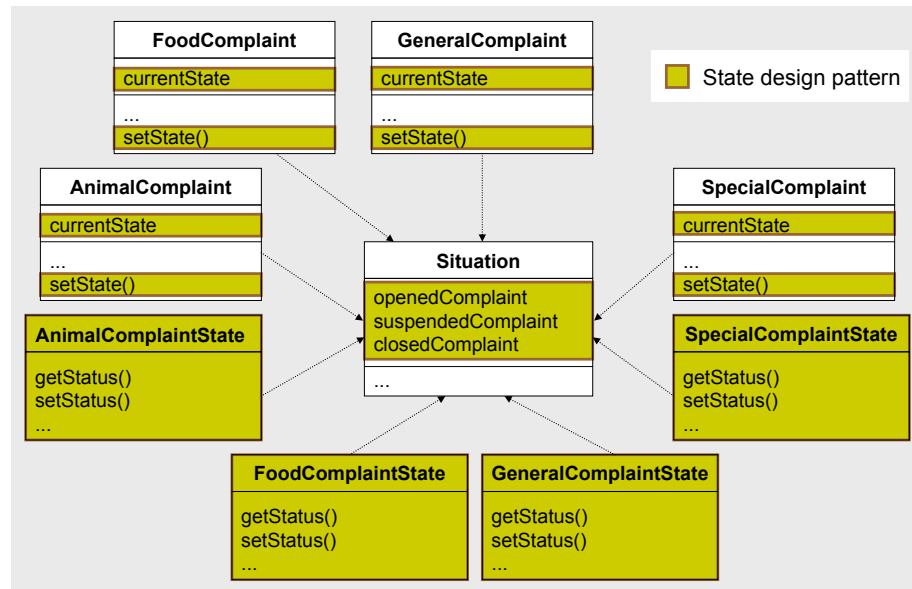 FoodComplaint
currentState
...
setState()
GeneralComplaint
currentState
...
setState()
State design pattern
AnimalComplaint
currentState
...
setState()
Situation
openedComplaint
suspendedComplaint
closedComplaint
...
SpecialComplaint
currentState
...
setState()
AnimalComplaintState
getStatus()
setStatus()
...
SpecialComplaintState
getStatus()
setStatus()
...
FoodComplaintState
getStatus()
setStatus()
...
GeneralComplaintState
getStatus()
setStatus()
...